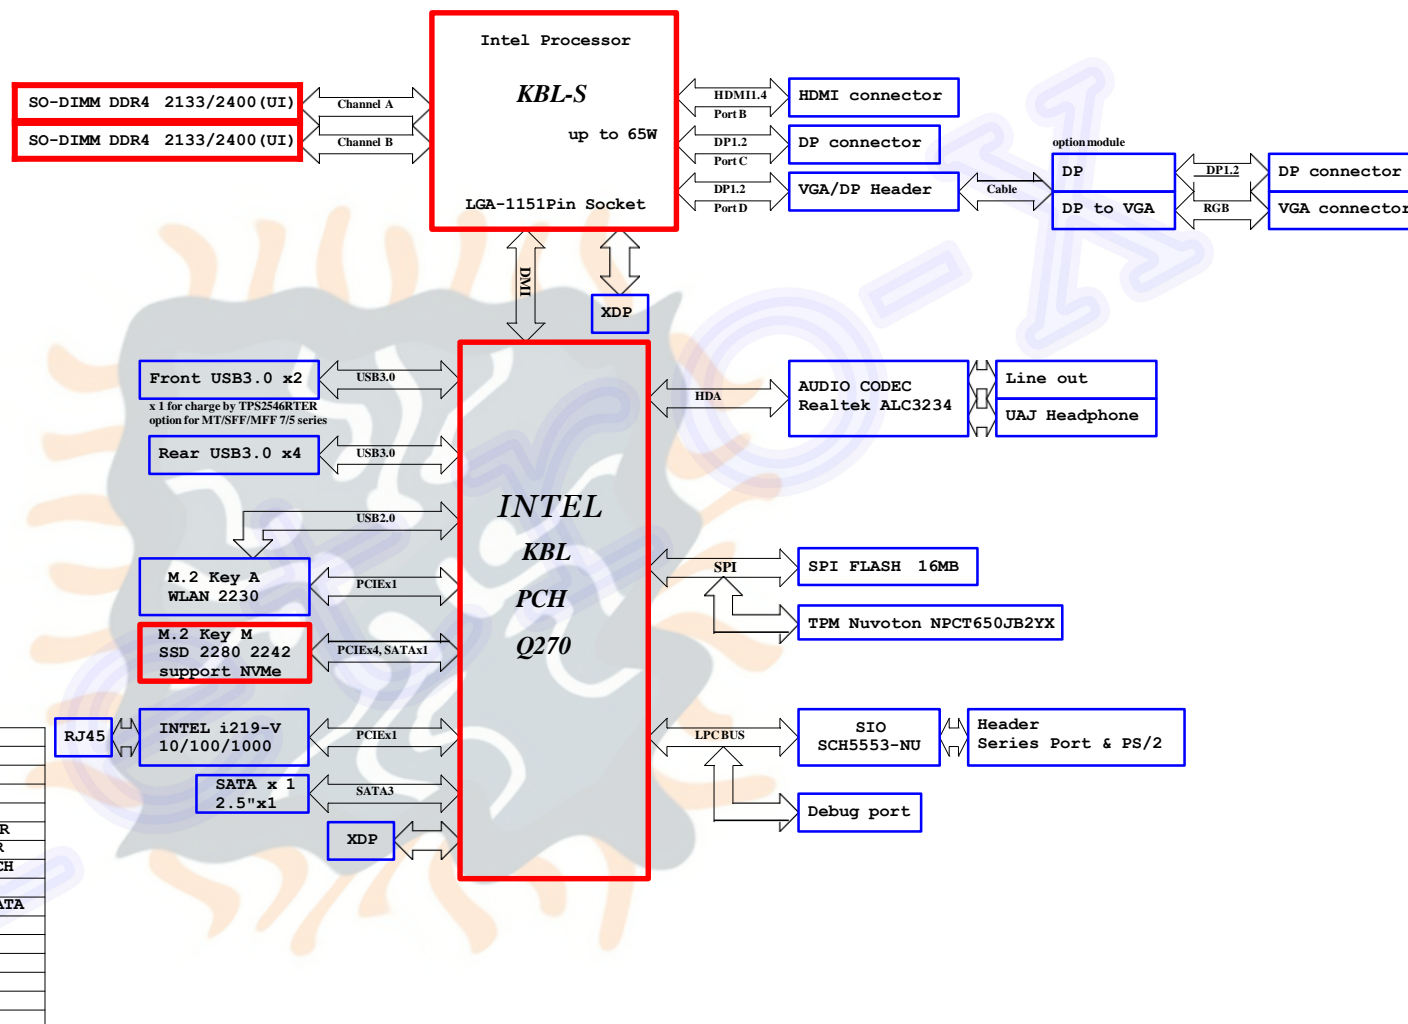 Intel Processor
KBL-S
up to 65W
LGA-1151Pin Socket
SO-DIMM DDR4 2133/2400(UI)
SO-DIMM DDR4 2133/2400(UI)
Channel A
Channel B
HDMI1.4
Port B
HDMI connector
DP1.2
Port C
DP connector
DP1.2
Port D
VGA/DP Header
Cable
option module
DP
DP to VGA
DP1.2
RGB
DP connector
VGA connector
DMI
XDP
Front USB3.0 x2
USB3.0
x 1 for charge by TPS2546RTER
option for MT/SFF/MFF 7/5 series
Rear USB3.0 x4
USB3.0
USB2.0
M.2 Key A
WLAN 2230
PCIEx1
M.2 Key M
SSD 2280 2242
support NVMe
PCIEx4, SATAx1
RJ45
INTEL i219-V
10/100/1000
PCIEx1
SATA x 1
2.5"x1
SATA3
XDP
INTEL
KBL
PCH
Q270
HDA
AUDIO CODEC
Realtek ALC3234
Line out
UAJ Headphone
SPI
SPI FLASH 16MB
TPM Nuvoton NPCT650JB2YX
LPC BUS
SIO
SCH5553-NU
Header
Series Port & PS/2
Debug port
R
R
CH
ATA